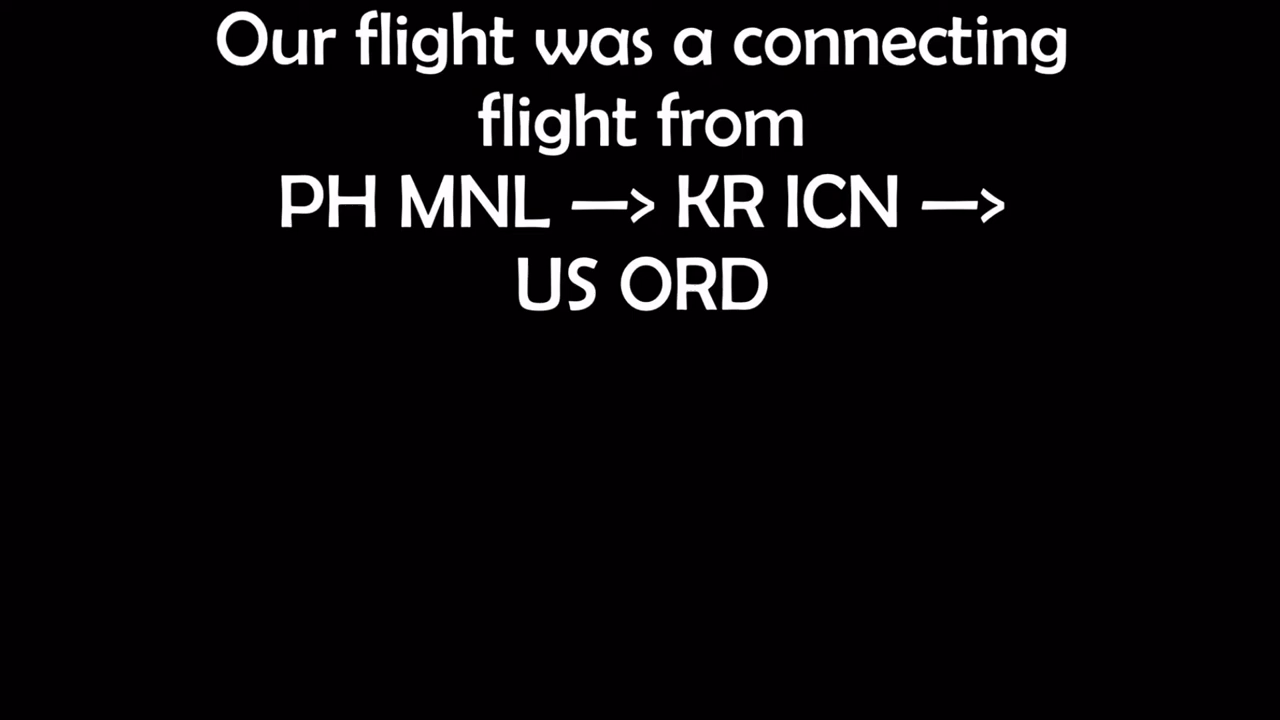 Our flight was a connecting
flight from
PH MNL —> KR ICN —>
US ORD